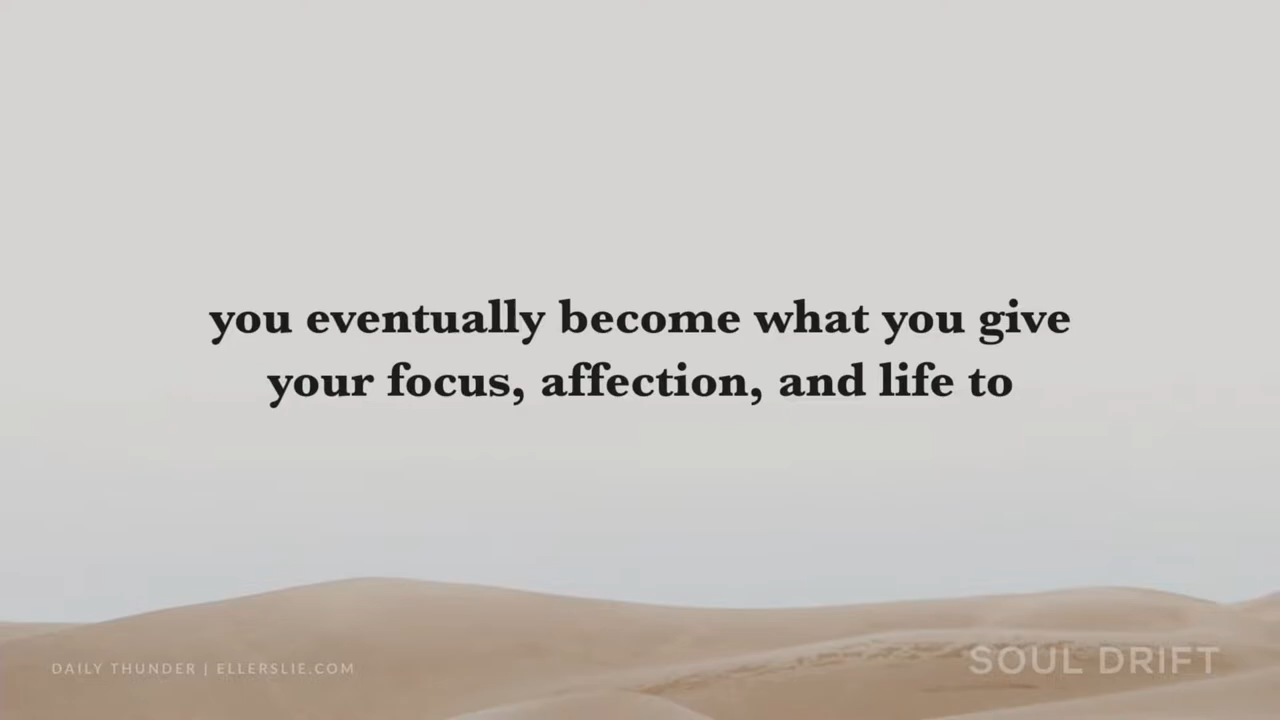 you eventually become what you give
your focus, affection, and life to
DAILY THUNDER | ELLERSLIE.COM
SOUL DRIFT